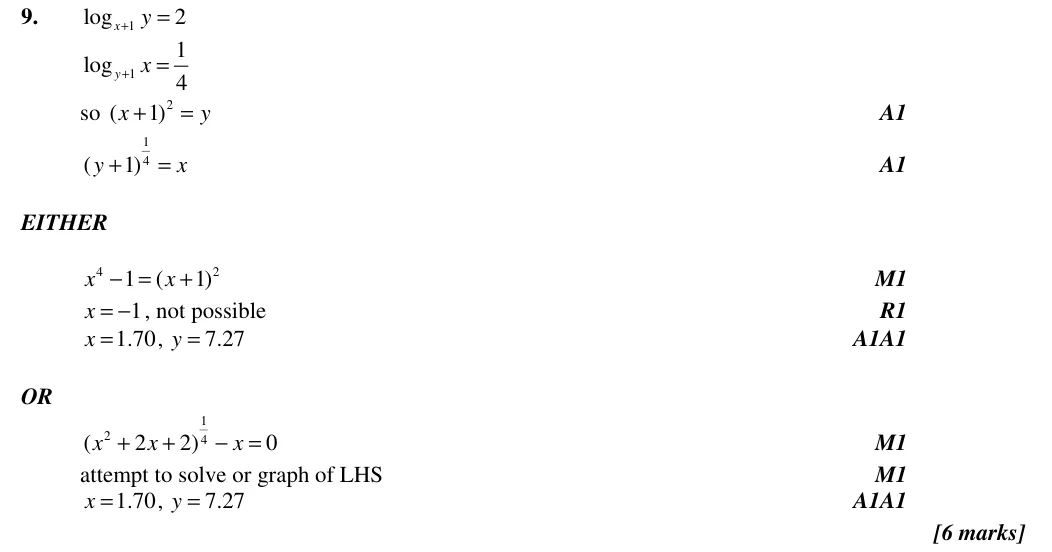 9. log_{x+1} y = 2
log_{y+1} x = 1/4
so (x+1)² = y A1
(y+1)^{1/4} = x A1
EITHER
x⁴ −1 = (x+1)² M1
x = −1, not possible R1
x = 1.70, y = 7.27 A1A1
OR
(x² + 2x + 2)^{1/4} − x = 0 M1
attempt to solve or graph of LHS M1
x = 1.70, y = 7.27 A1A1
[6 marks]